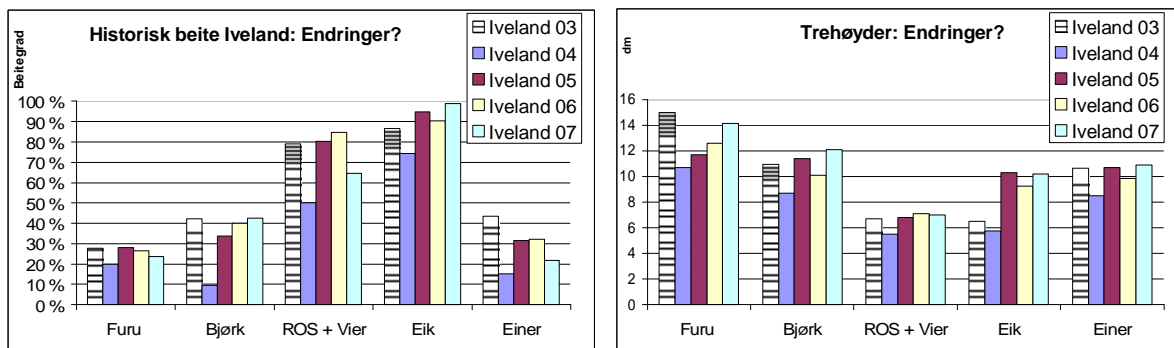 Historisk beite Iveland: Endringer?
Beitegrad
Iveland 03
Iveland 04
Iveland 05
Iveland 06
Iveland 07
100 %
90 %
80 %
70 %
60 %
50 %
40 %
30 %
20 %
10 %
0 %
Furu
Bjørk
ROS + Vier
Eik
Einer
Trehøyder: Endringer?
dm
Iveland 03
Iveland 04
Iveland 05
Iveland 06
Iveland 07
16
14
12
10
8
6
4
2
0
Furu
Bjørk
ROS + Vier
Eik
Einer